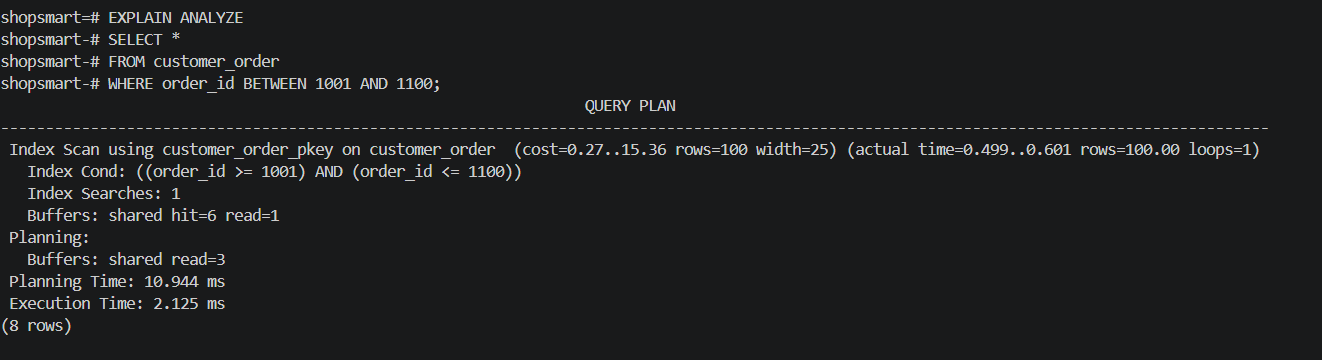 shopsmart=# EXPLAIN ANALYZE
shopsmart-# SELECT *
shopsmart-# FROM customer_order
shopsmart-# WHERE order_id BETWEEN 1001 AND 1100;
QUERY PLAN
---------------------------------------------------------------------------------------------------------------------------------------------
Index Scan using customer_order_pkey on customer_order  (cost=0.27..15.36 rows=100 width=25) (actual time=0.499..0.601 rows=100.00 loops=1)
Index Cond: ((order_id >= 1001) AND (order_id <= 1100))
Index Searches: 1
Buffers: shared hit=6 read=1
Planning:
Buffers: shared read=3
Planning Time: 10.944 ms
Execution Time: 2.125 ms
(8 rows)